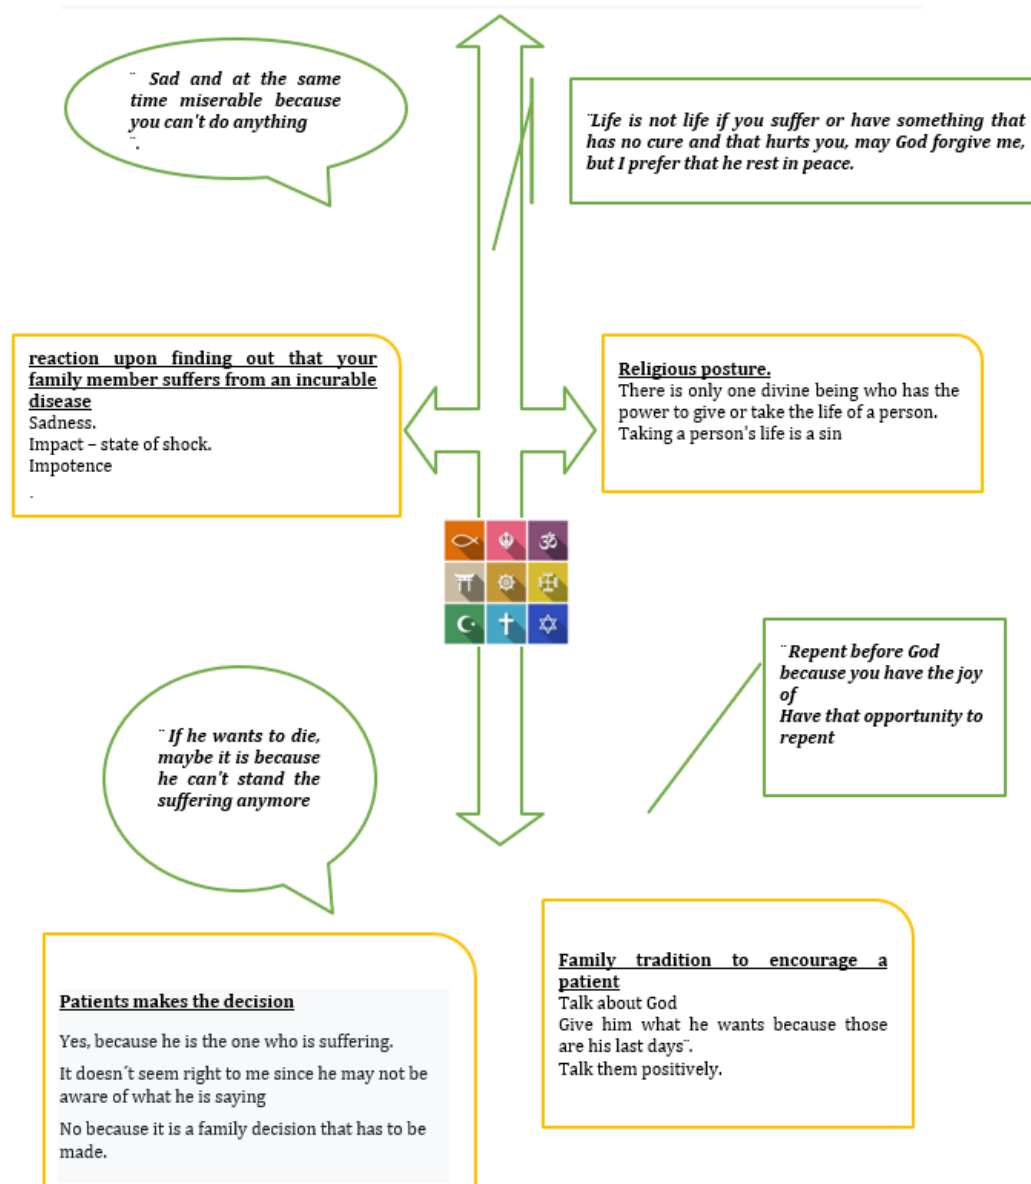 ¨ Sad and at the same
time miserable because
you can't do anything
¨.
¨Life is not life if you suffer or have something that
has no cure and that hurts you, may God forgive me,
but I prefer that he rest in peace.
reaction upon finding out that your
family member suffers from an incurable
disease
Sadness.
Impact – state of shock.
Impotence
.
Religious posture.
There is only one divine being who has the
power to give or take the life of a person.
Taking a person's life is a sin
¨Repent before God
because you have the joy
of
Have that opportunity to
repent
¨If he wants to die,
maybe it is because
he can't stand the
suffering anymore
Patients makes the decision
Yes, because he is the one who is suffering.
It doesn´t seem right to me since he may not be
aware of what he is saying
No because it is a family decision that has to be
made.
Family tradition to encourage a
patient
Talk about God
Give him what he wants because those
are his last days¨.
Talk them positively.